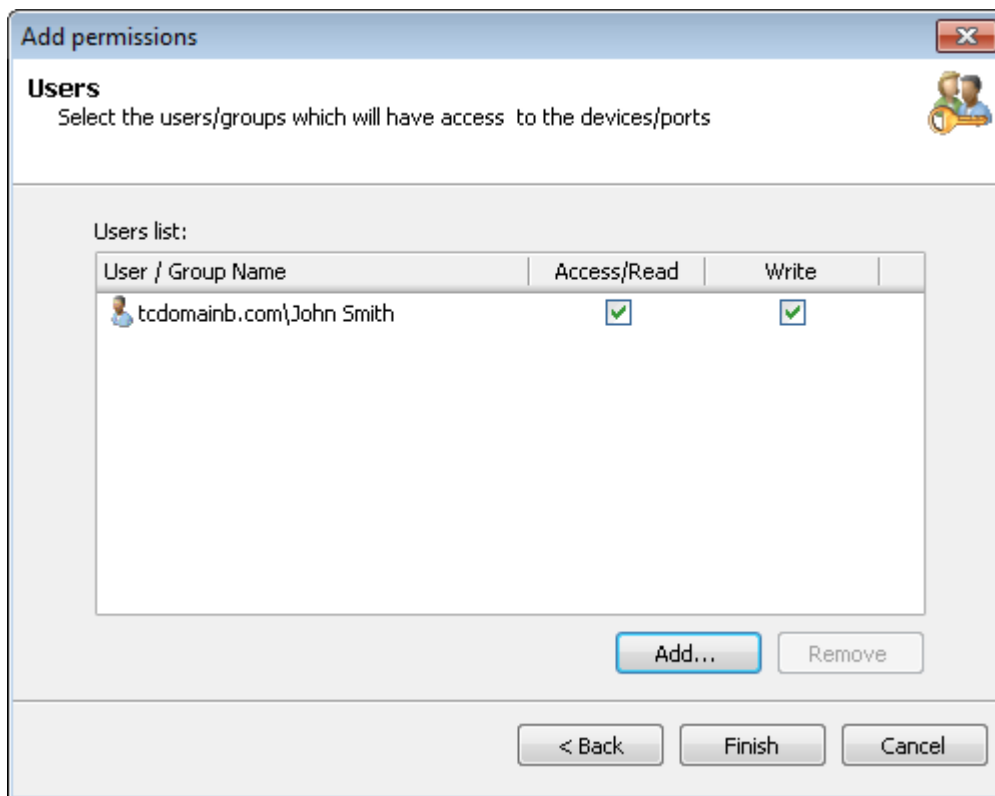 Add permissions
Users
Select the users/groups which will have access to the devices/ports
Users list:
User / Group Name Access/Read Write
tcdomainb.com\John Smith
Add... Remove
< Back Finish Cancel